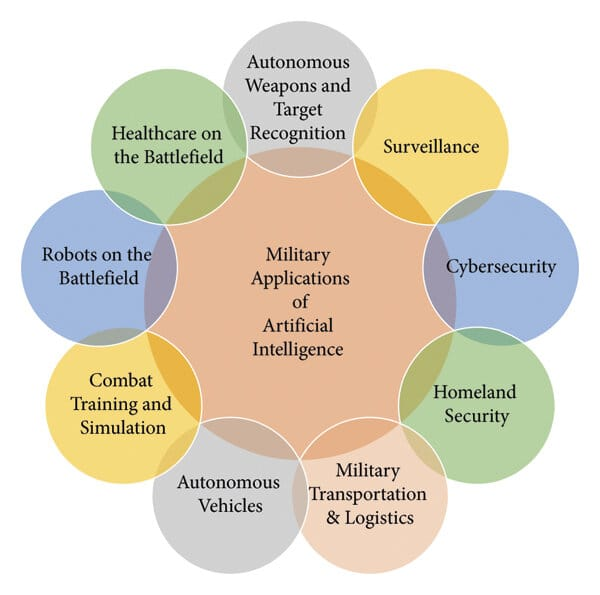 Autonomous
Weapons and
Target
Recognition
Surveillance
Cybersecurity
Homeland
Security
Military
Transportation
& Logistics
Autonomous
Vehicles
Combat
Training and
Simulation
Robots on the
Battlefield
Healthcare on
the Battlefield
Military
Applications
of
Artificial
Intelligence